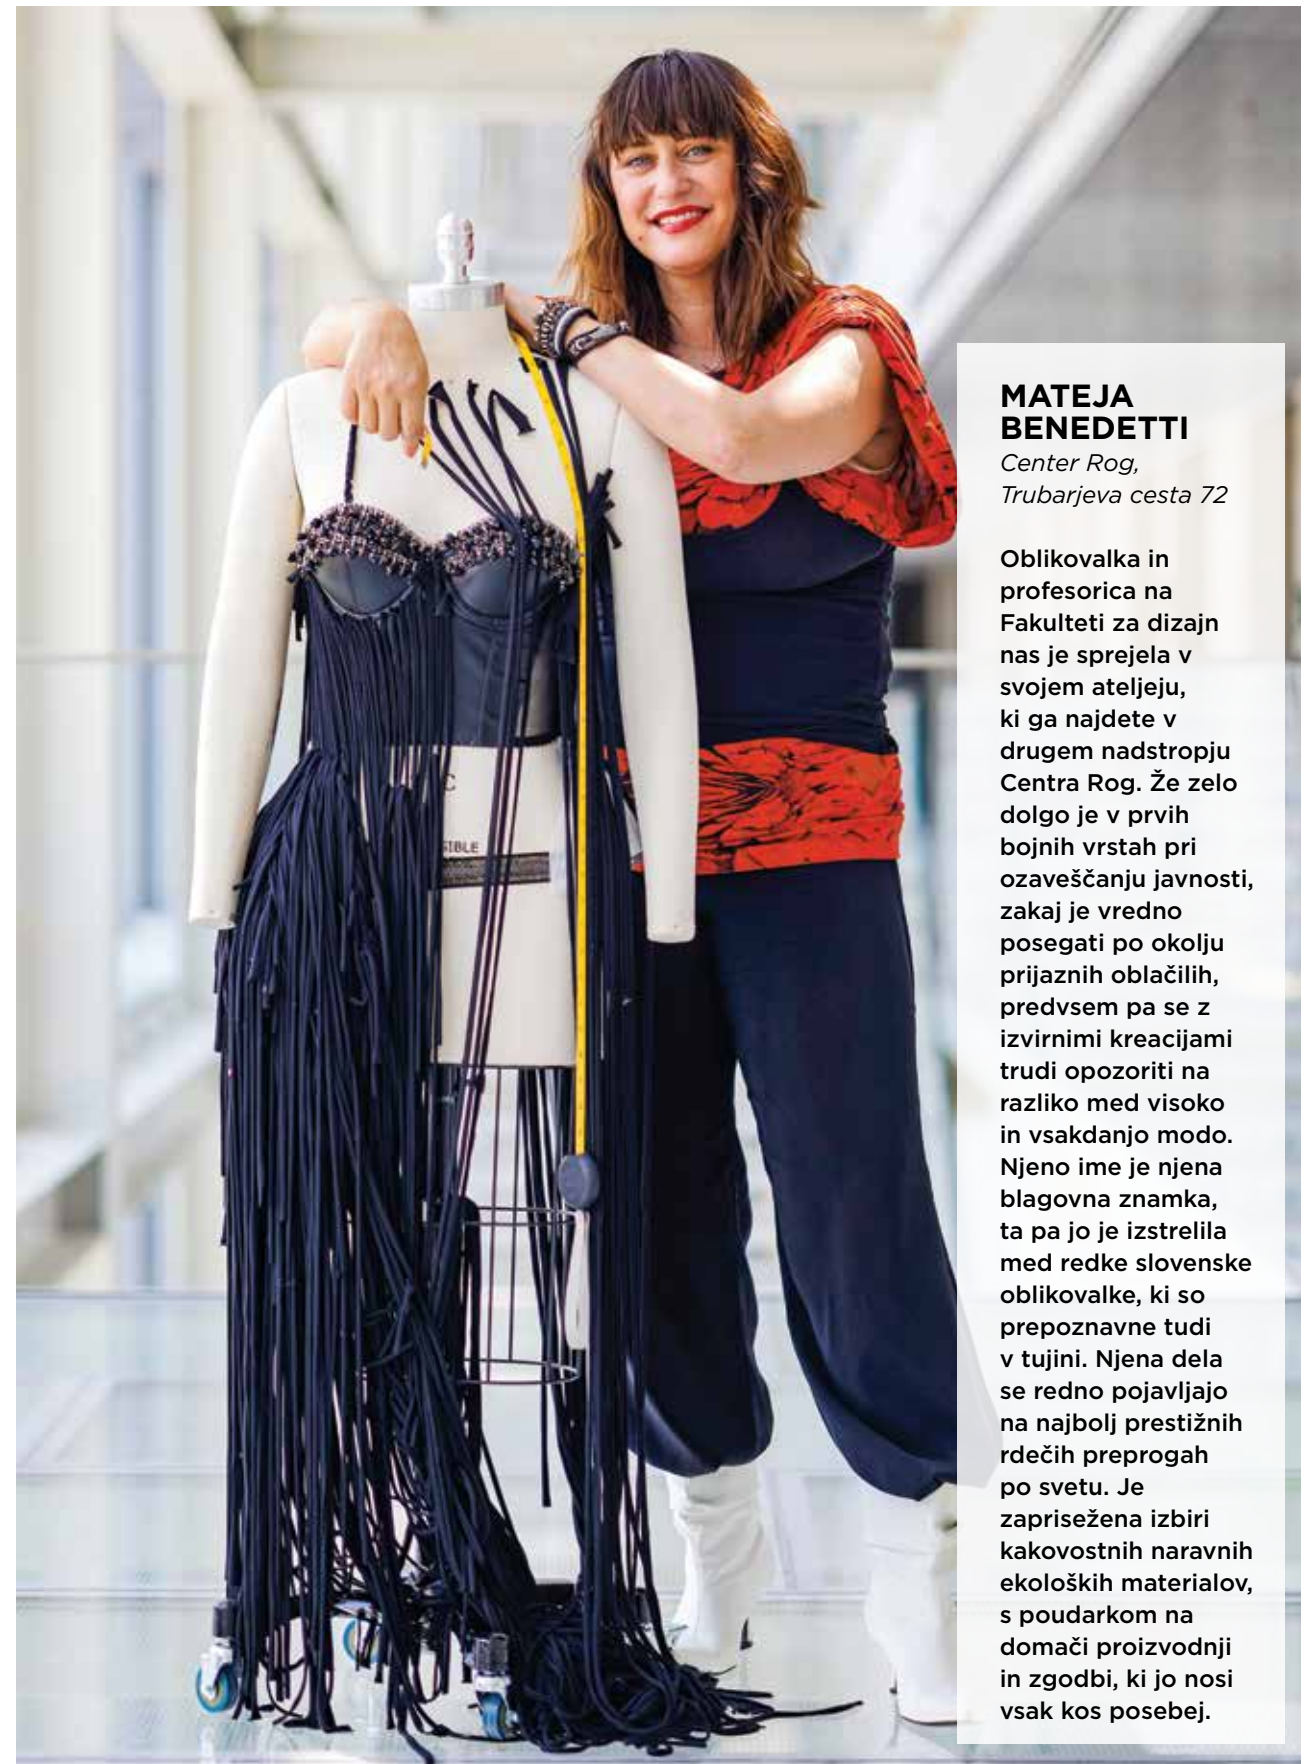 MATEJA
BENEDETTI
Center Rog,
Trubarjeva cesta 72
Oblikovalka in
profesorica na
Fakulteti za dizajn
nas je sprejela v
svojem ateljeju,
ki ga najdete v
drugem nadstropju
Centra Rog. Že zelo
dolgo je v prvih
bojnih vrstah pri
ozaveščanju javnosti,
zakaj je vredno
posegati po okolju
prijaznih oblačilih,
predvsem pa se z
izvirnimi kreacijami
trudi opozoriti na
razliko med visoko
in vsakdanjo modo.
Njeno ime je njena
blagovna znamka,
ta pa jo je izstrelila
med redke slovenske
oblikovalke, ki so
prepoznavne tudi
v tujini. Njena dela
se redno pojavljajo
na najbolj prestižnih
rdečih preprogah
po svetu. Je
zaprisežena izbiri
kakovostnih naravnih
ekoloških materialov,
s poudarkom na
domači proizvodnji
in zgodbi, ki jo nosi
vsak kos posebej.